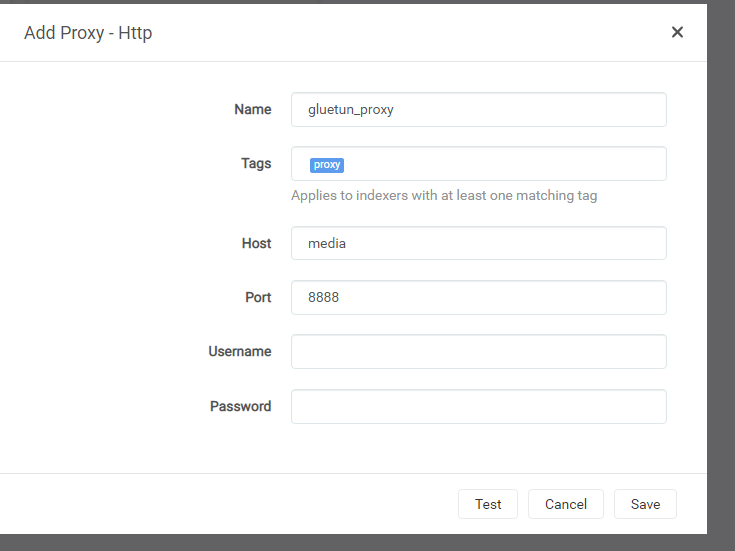 Add Proxy - Http
Name gluetun_proxy
Tags proxy
Applies to indexers with at least one matching tag
Host media
Port 8888
Username
Password
Test Cancel Save